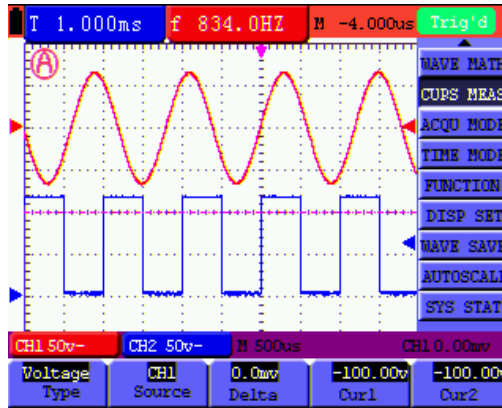 T 1.000ms f 834.0HZ M -4.000us Trig'd
A
WAVE MATH
CURS MEAS
ACQU MODE
TIME MODE
FUNCTION
DISP SET
WAVE SAVE
AUTOSCALE
SYS STAT
CH1 50v~ CH2 50v~ M 500us CH1 0.00mv
Voltage CH1 0.0mv -100.00v -100.00
Type Source Delta Cur1 Cur2